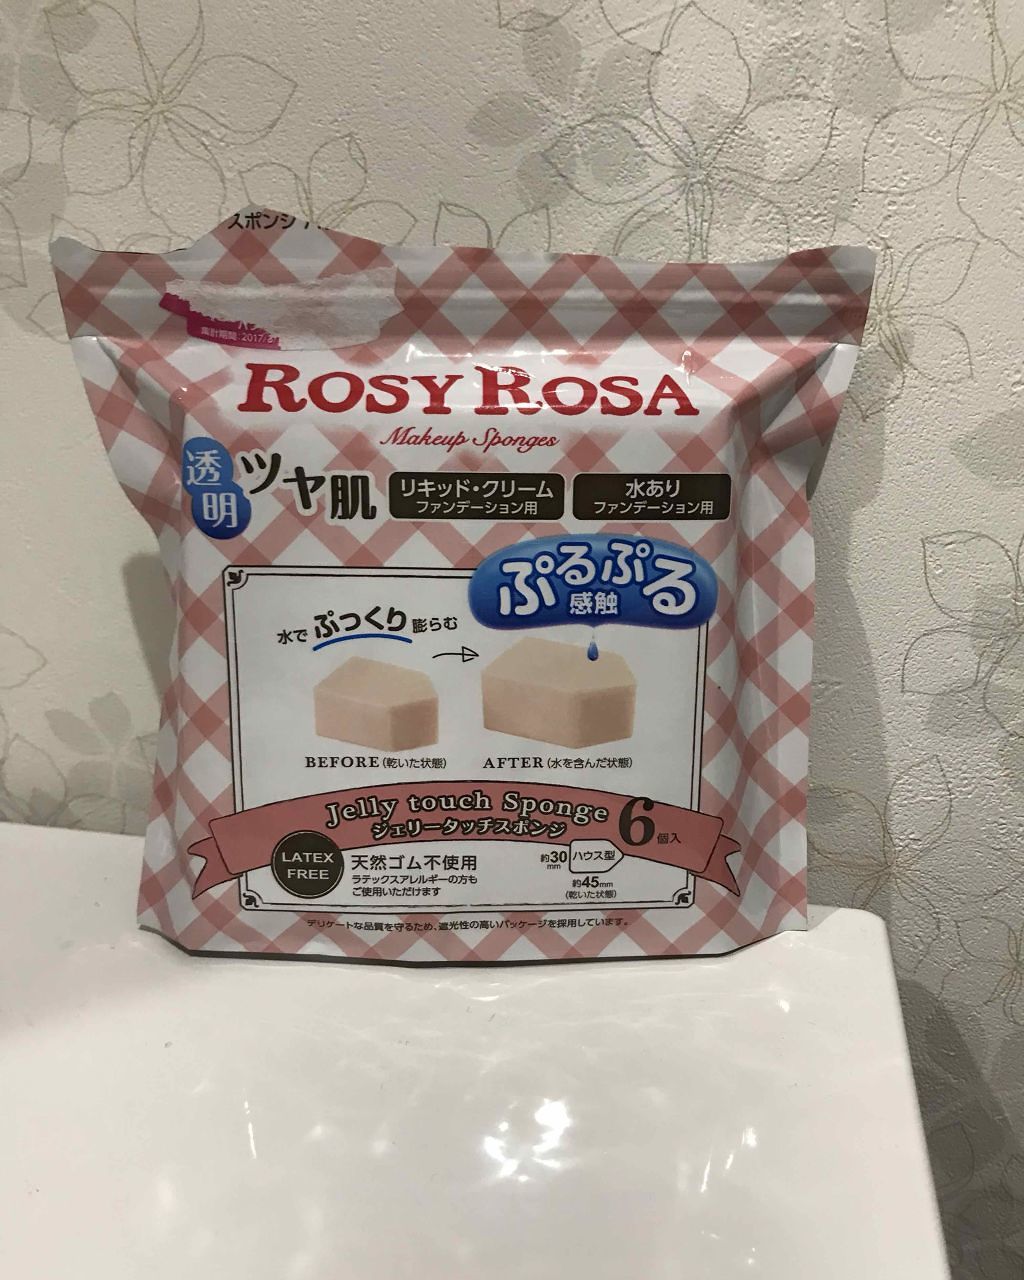 スポンジ
集計期間:2017/3
ROSY ROSA
Makeup Sponges
透明
ツヤ肌
リキッド・クリーム
ファンデーション用
水あり
ファンデーション用
ぷるぷる
感触
水でぷっくり膨らむ
BEFORE(乾いた状態)
AFTER(水を含んだ状態)
Jelly touch Sponge
ジェリータッチスポンジ
6個入
LATEX
FREE
天然ゴム不使用
ラテックスアレルギーの方も
ご使用いただけます
約30mm
ハウス型
約45mm
(乾いた状態)
デリケートな品質を守るため、遮光性の高いパッケージを採用しています。